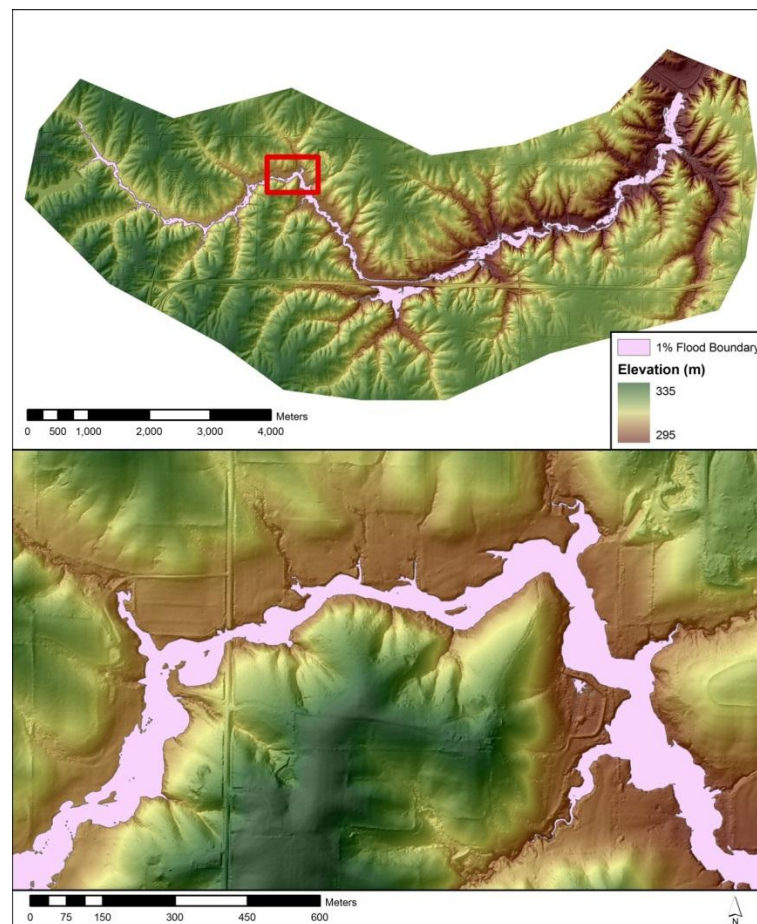 1% Flood Boundary
Elevation (m)
335
295
Meters
0 500 1,000 2,000 3,000 4,000
Meters
0 75 150 300 450 600
N